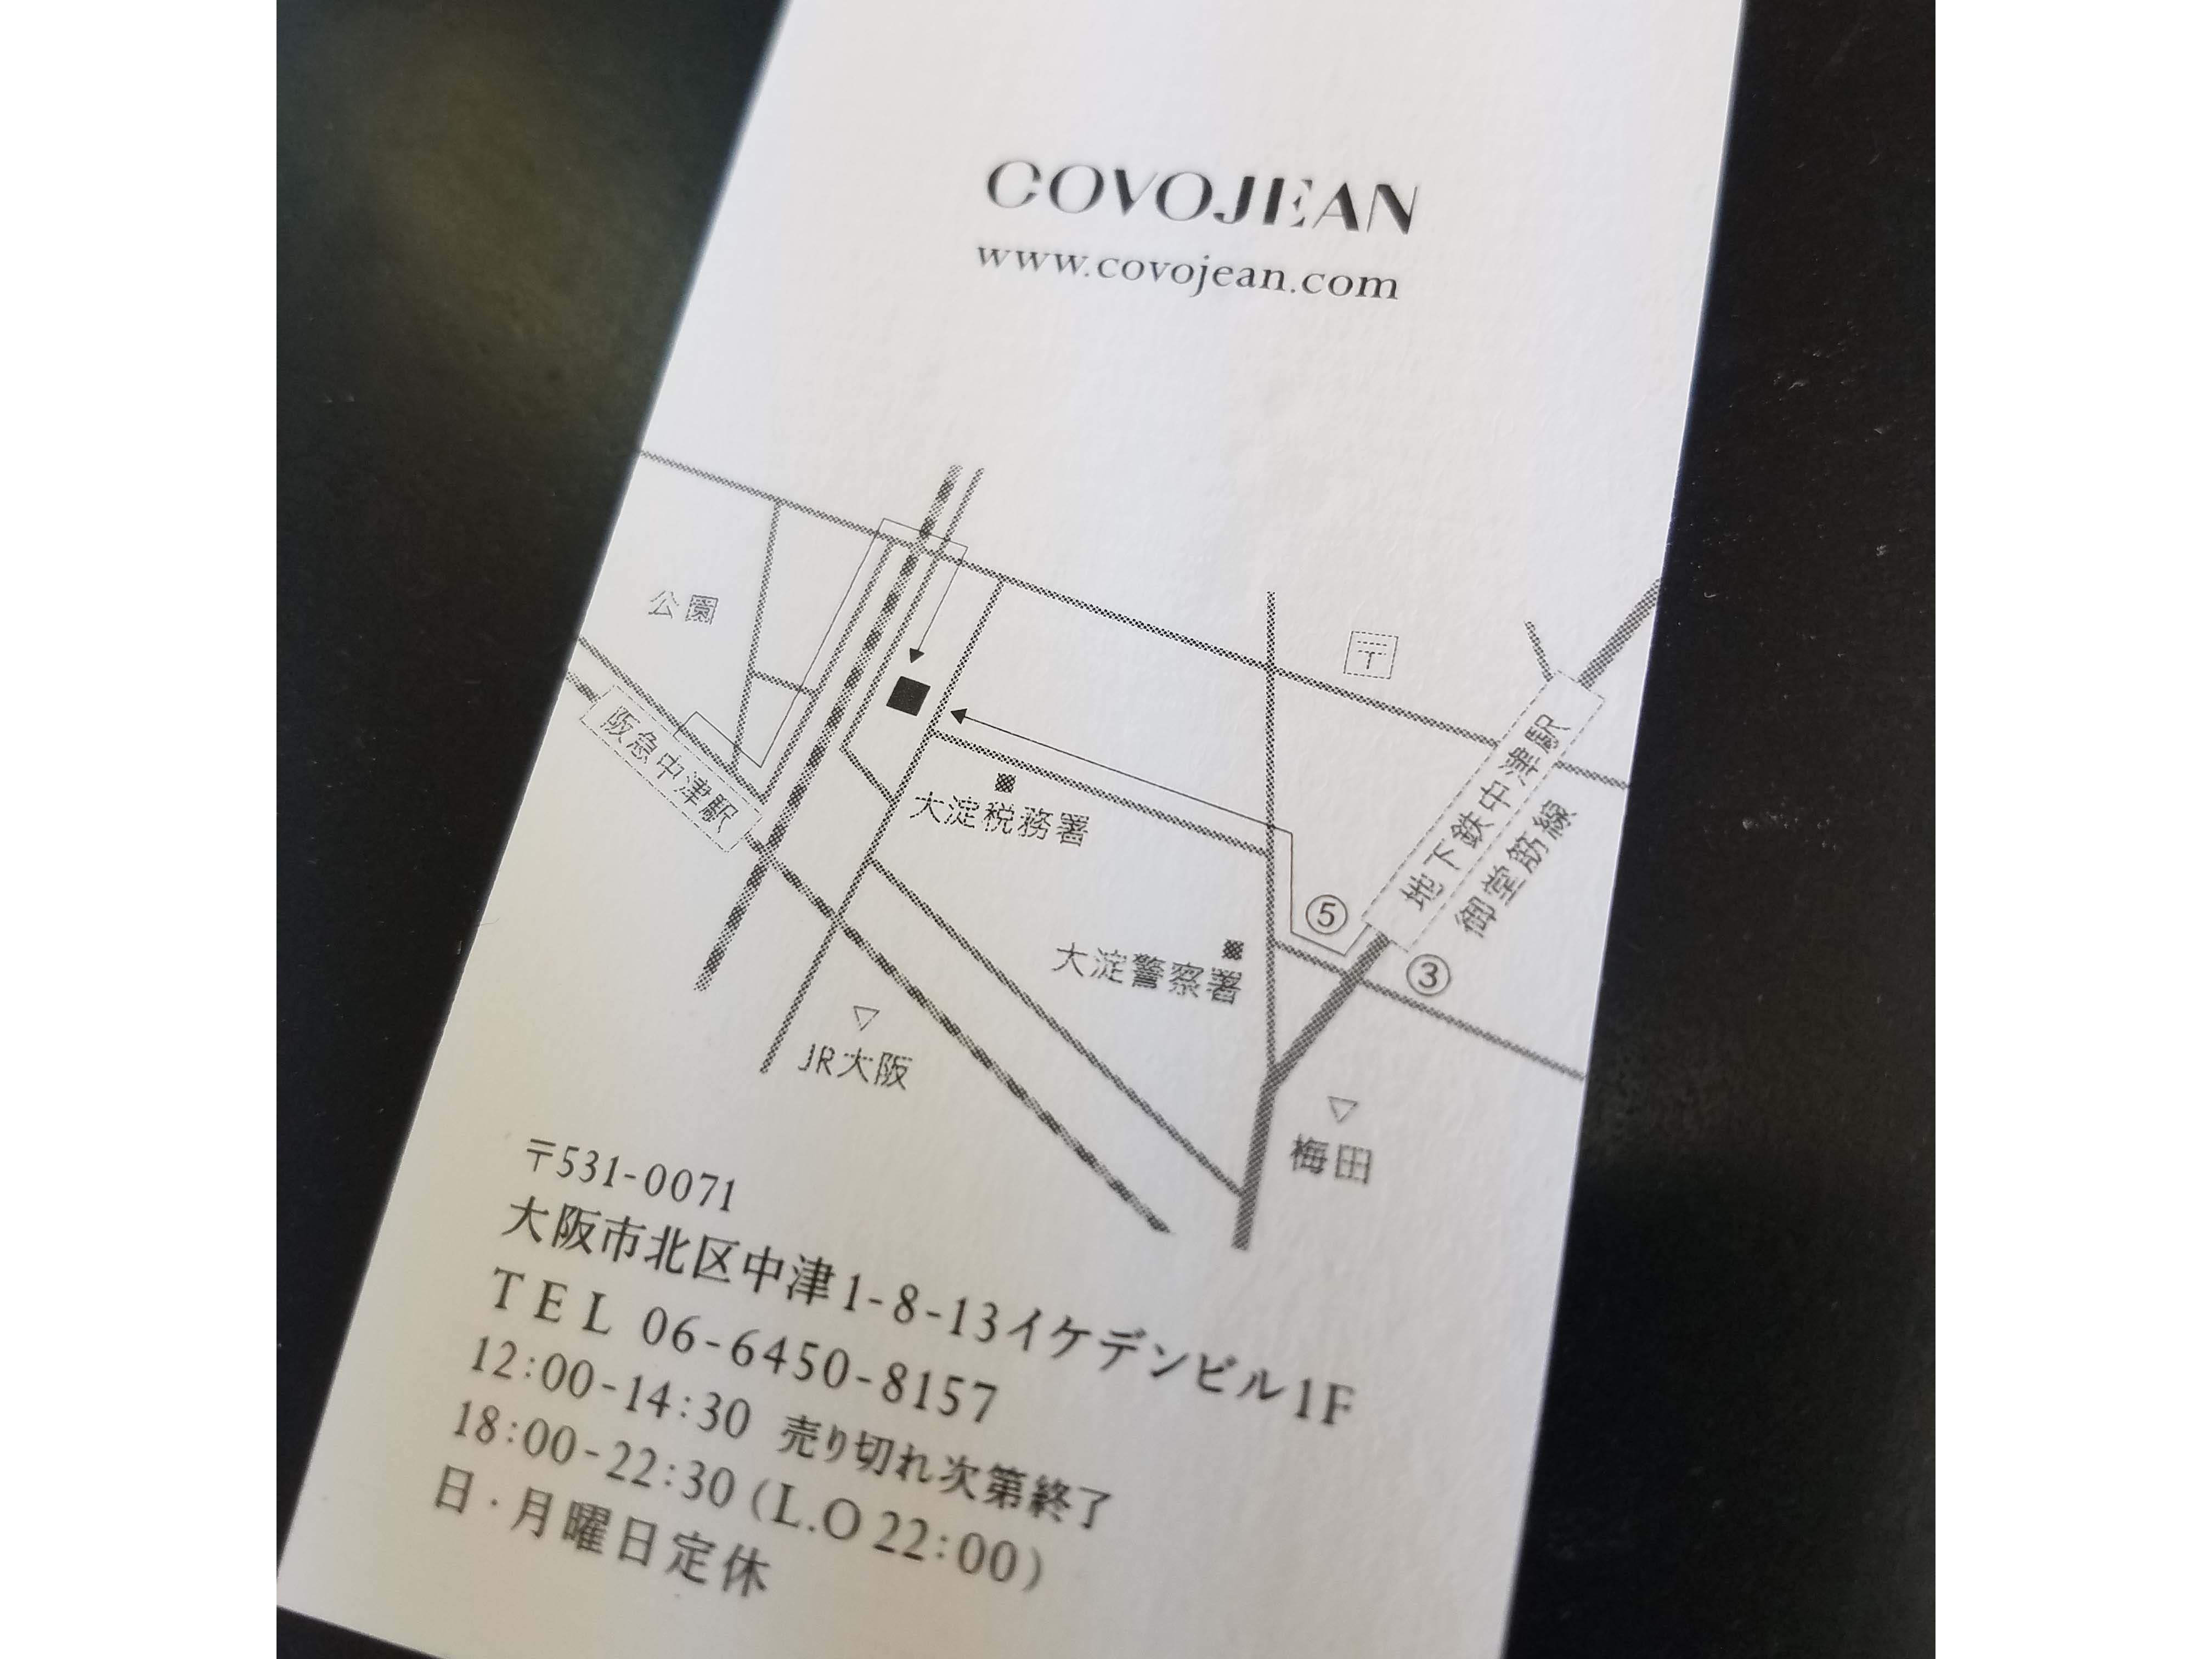 COVOJEAN
www.covojean.com
公園
〒
阪急中津駅
地下鉄中津駅
御堂筋線
大淀税務署
⑤
大淀警察署
③
▽
JR大阪
▽
梅田
〒531-0071
大阪市北区中津1-8-13イケデンビル1F
TEL 06-6450-8157
12:00-14:30 売り切れ次第終了
18:00-22:30 (L.O 22:00)
日・月曜日定休